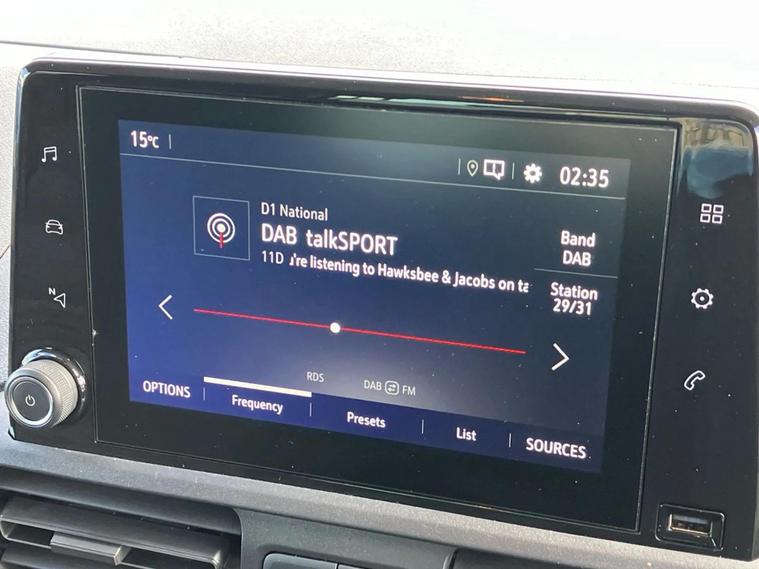 15°C
02:35
D1 National
DAB talkSPORT
11D ı're listening to Hawksbee & Jacobs on ta
Band
DAB
Station
29/31
N
RDS
DAB FM
OPTIONS
Frequency
Presets
List
SOURCES